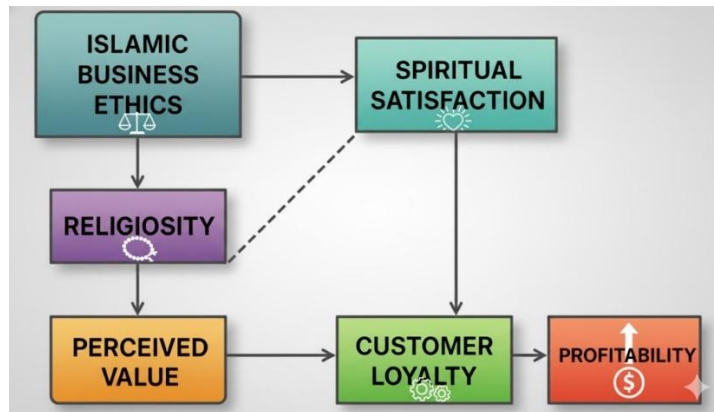 ISLAMIC
BUSINESS
ETHICS
SPIRITUAL
SATISFACTION
RELIGIOSITY
PERCEIVED
VALUE
CUSTOMER
LOYALTY
PROFITABILITY
$